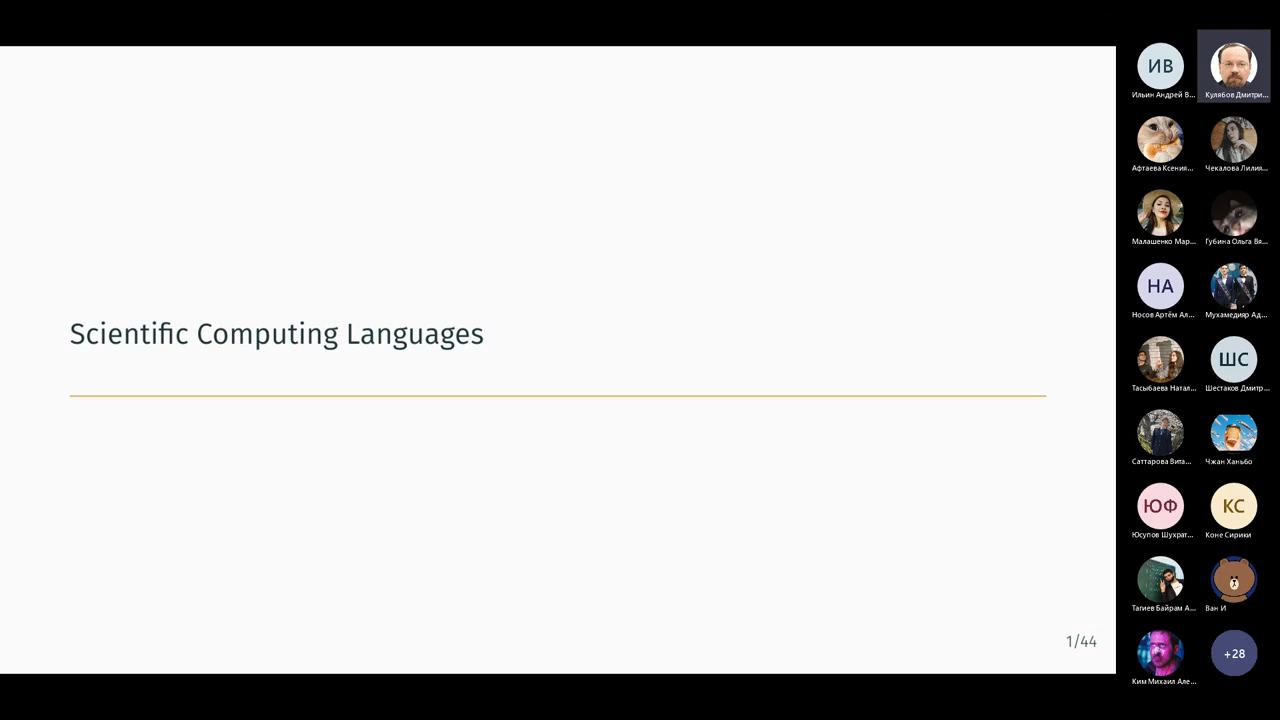 Scientific Computing Languages
1/44
ИВ
Ильин Андрей В...
Кулябов Дмитри...
Афтаева Ксения...
Чекалова Лилия...
Малашенко Мар...
Губина Ольга Вя...
НА
Носов Артём Ал...
Мухамедияр Ад...
Тасыбаева Натал...
ШС
Шестаков Дмитр...
Саттарова Вита...
Чжан Ханьбо
ЮФ
Юсупов Шухрат...
КС
Коне Сирики
Тагиев Байрам А...
Ван И
Ким Михаил Але...
+28